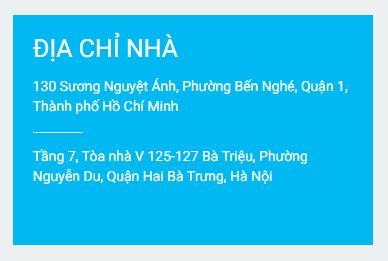 ĐỊA CHỈ NHÀ
130 Sương Nguyệt Ánh, Phường Bến Nghé, Quận 1,
Thành phố Hồ Chí Minh
Tầng 7, Tòa nhà V 125-127 Bà Triệu, Phường
Nguyễn Du, Quận Hai Bà Trưng, Hà Nội